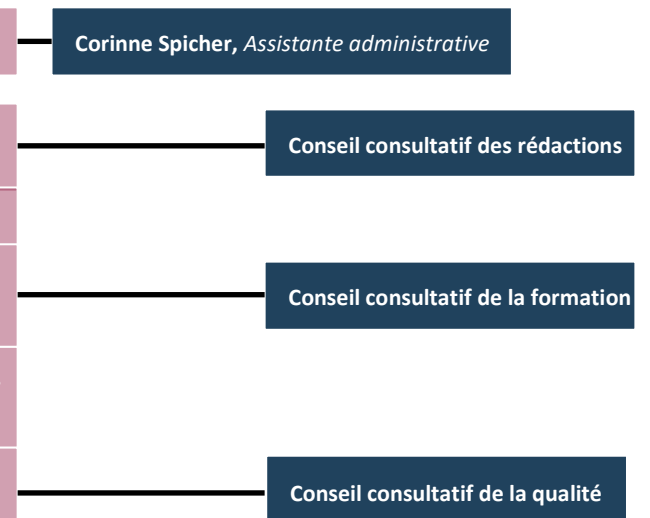 Corinne Spicher, Assistante administrative
Conseil consultatif des rédactions
Conseil consultatif de la formation
Conseil consultatif de la qualité